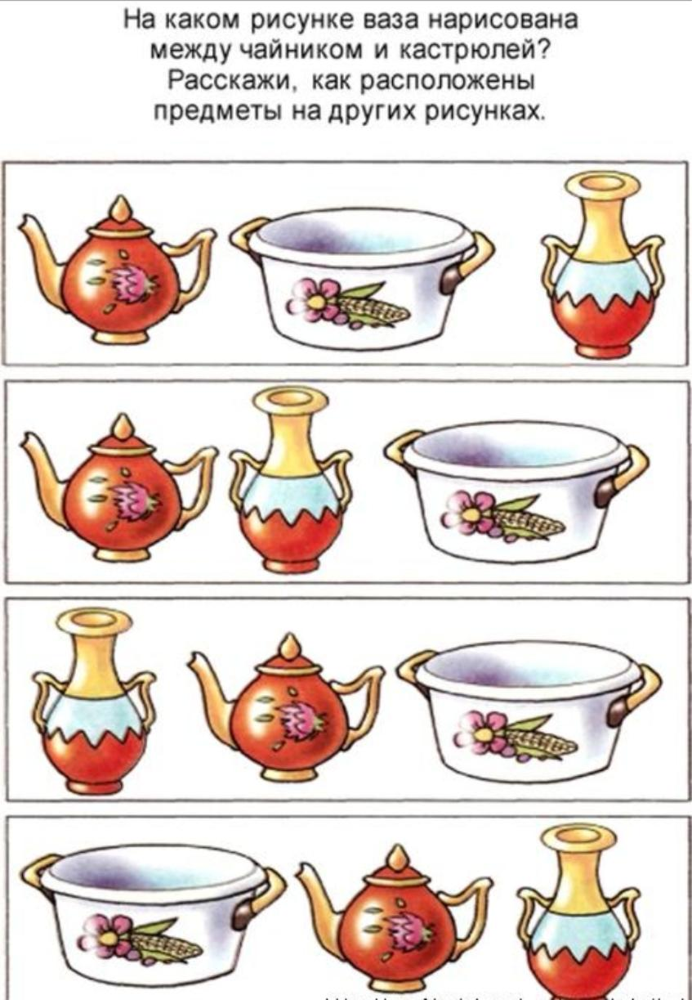 На каком рисунке ваза нарисована
между чайником и кастрюлей?
Расскажи, как расположены
предметы на других рисунках.